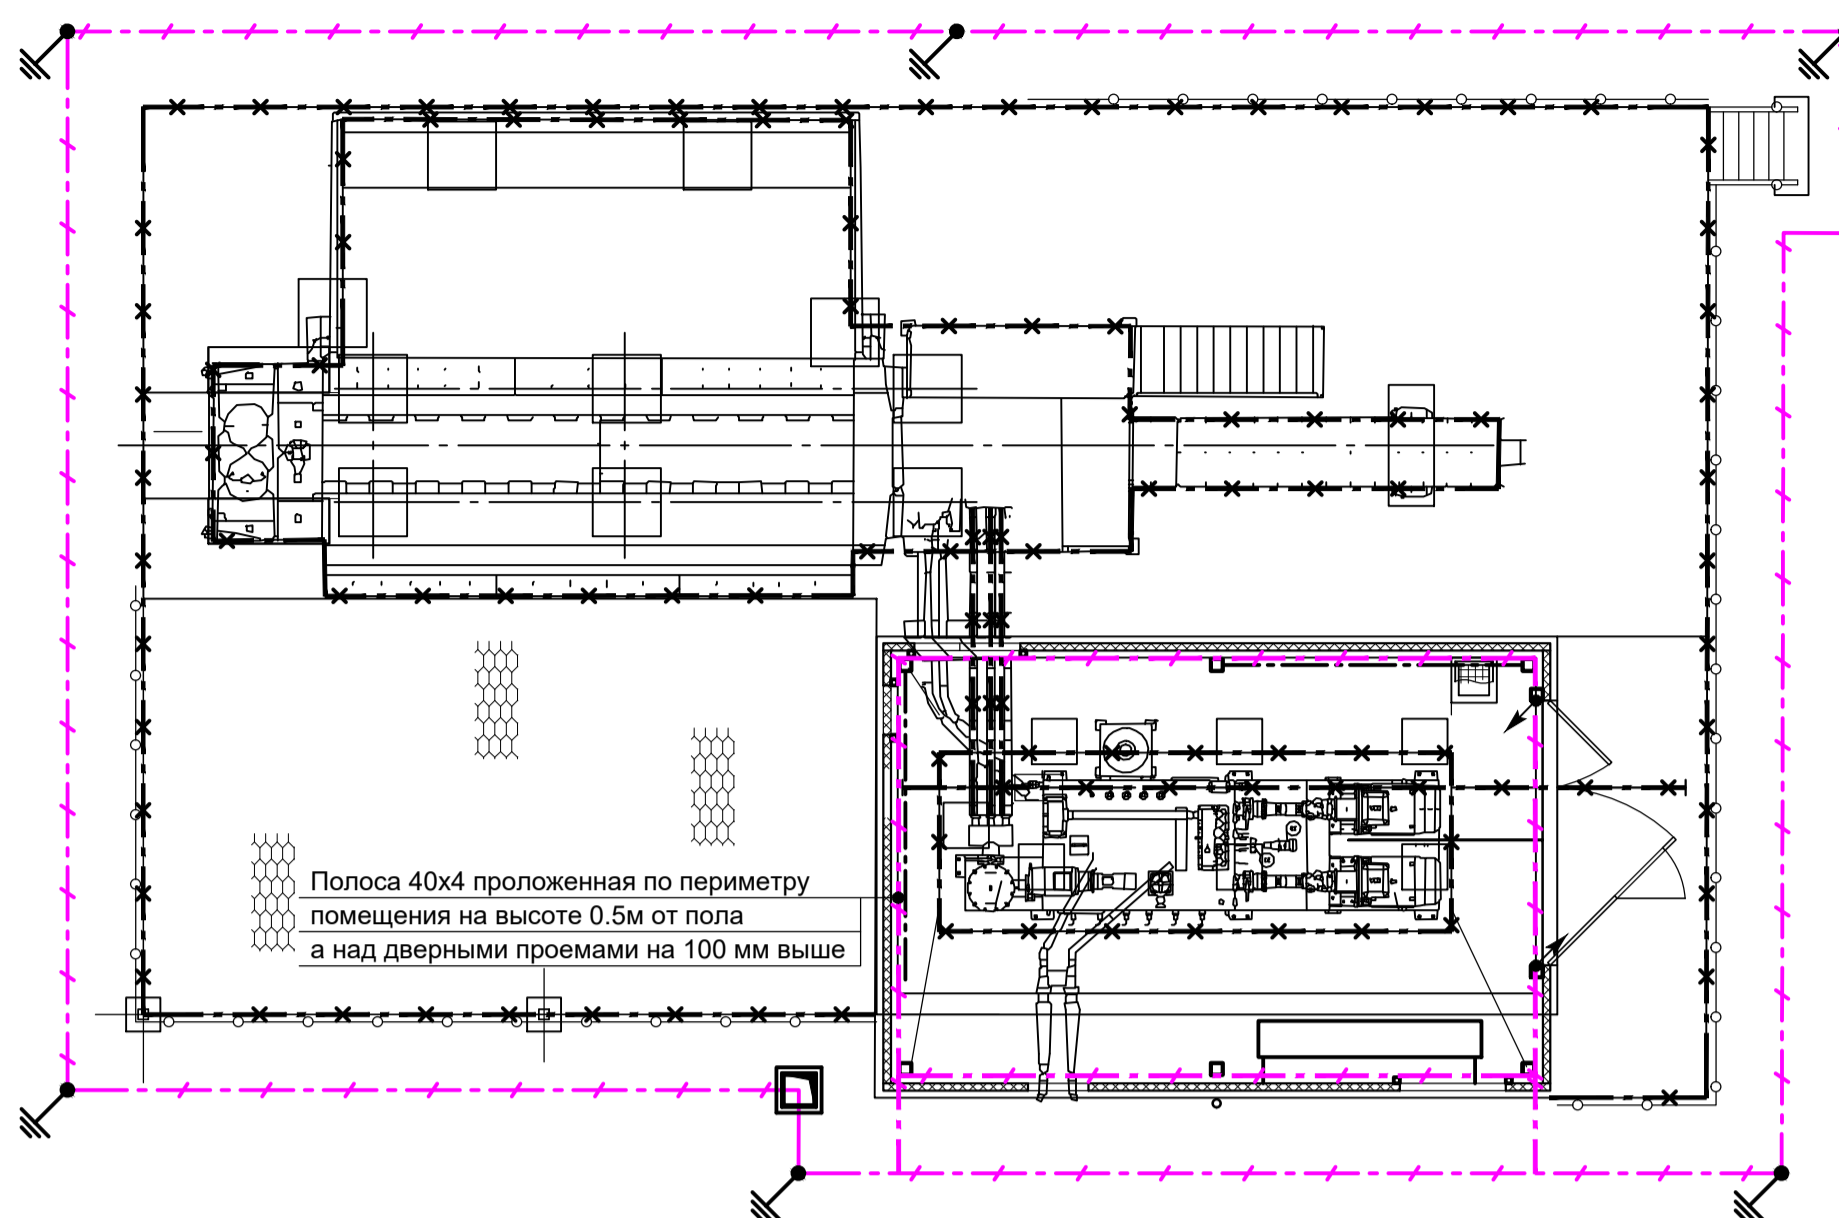 Полоса 40х4 проложенная по периметру
помещения на высоте 0.5м от пола
а над дверными проемами на 100 мм выше